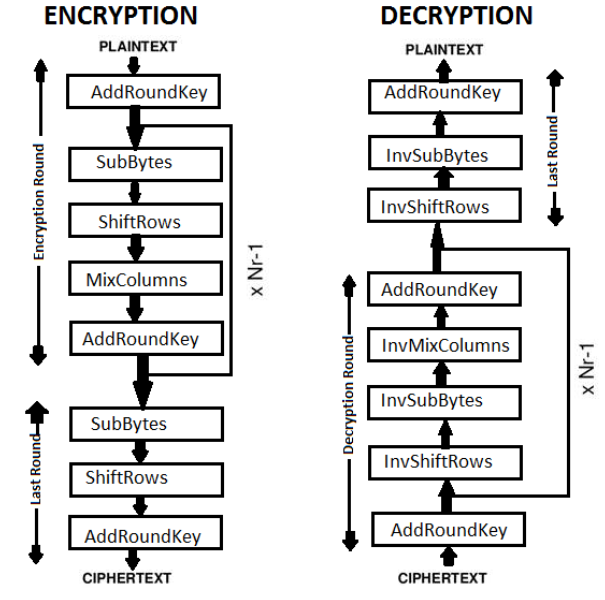 ENCRYPTION
PLAINTEXT
AddRoundKey
SubBytes
ShiftRows
MixColumns
AddRoundKey
Encryption Round
x Nr-1
SubBytes
ShiftRows
AddRoundKey
Last Round
CIPHERTEXT
DECRYPTION
PLAINTEXT
AddRoundKey
InvSubBytes
InvShiftRows
Last Round
AddRoundKey
InvMixColumns
InvSubBytes
InvShiftRows
Decryption Round
x Nr-1
AddRoundKey
CIPHERTEXT